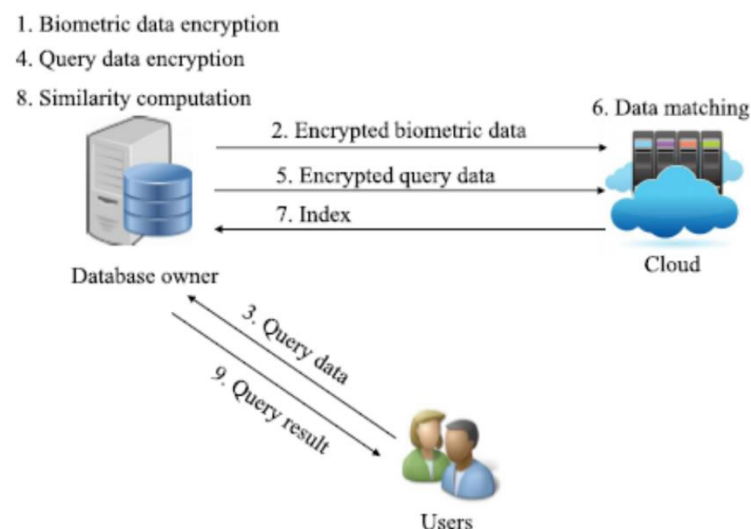 1. Biometric data encryption
4. Query data encryption
8. Similarity computation
6. Data matching
2. Encrypted biometric data
5. Encrypted query data
7. Index
Database owner
Cloud
3. Query data
9. Query result
Users